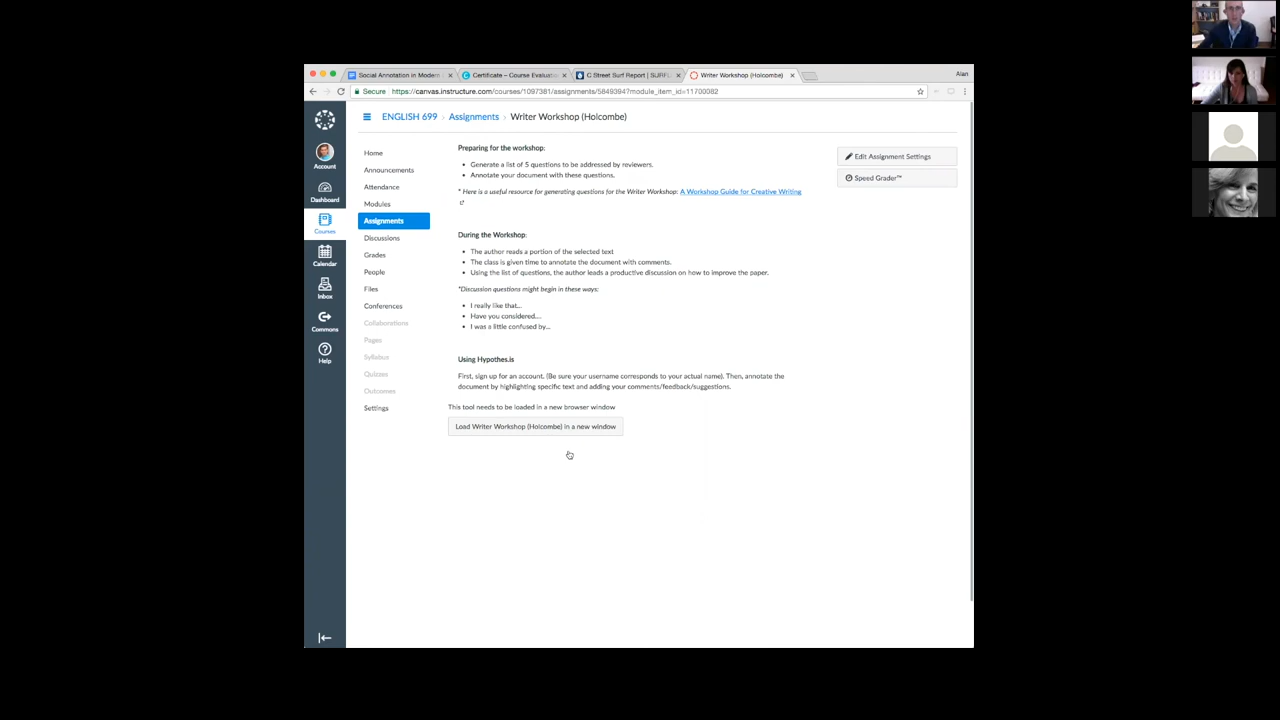 Social Annotation in Modern
Certificate – Course Evaluatio
C Street Surf Report | SURFL
Writer Workshop (Holcombe)
Alan
Secure
https://canvas.instructure.com/courses/1097381/assignments/5849394?module_item_id=11700082
ENGLISH 699 > Assignments > Writer Workshop (Holcombe)
Account
Dashboard
Courses
Calendar
Inbox
Commons
Help
Home
Announcements
Attendance
Modules
Assignments
Discussions
Grades
People
Files
Conferences
Collaborations
Pages
Syllabus
Quizzes
Outcomes
Settings
Preparing for the workshop:
• Generate a list of 5 questions to be addressed by reviewers.
• Annotate your document with these questions.
* Here is a useful resource for generating questions for the Writer Workshop: A Workshop Guide for Creative Writing
During the Workshop:
• The author reads a portion of the selected text
• The class is given time to annotate the document with comments.
• Using the list of questions, the author leads a productive discussion on how to improve the paper.
*Discussion questions might begin in these ways:
• I really like that...
• Have you considered....
• I was a little confused by...
Using Hypothes.is
First, sign up for an account. (Be sure your username corresponds to your actual name). Then, annotate the
document by highlighting specific text and adding your comments/feedback/suggestions.
This tool needs to be loaded in a new browser window
Load Writer Workshop (Holcombe) in a new window
Edit Assignment Settings
Speed Grader™